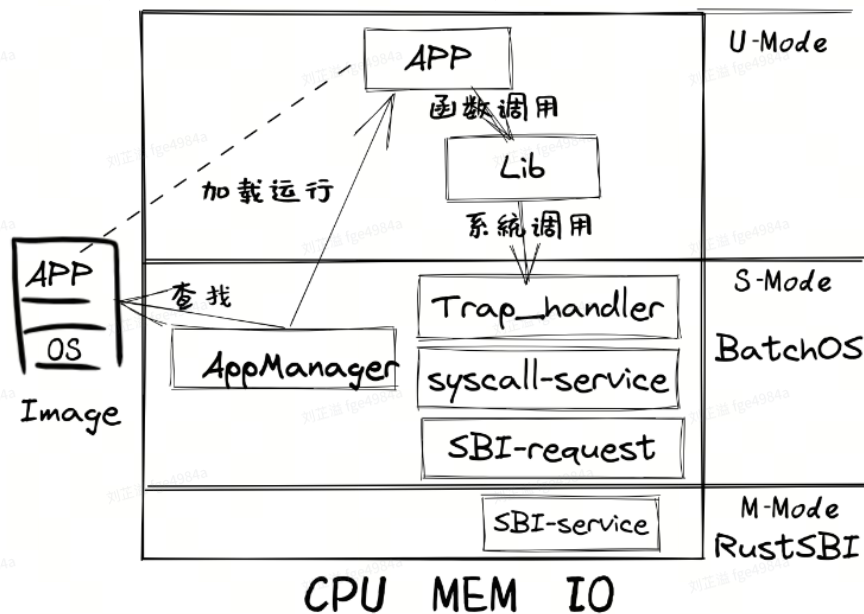 U-Mode
APP
函数调用
Lib
加载运行
系统调用
APP
OS
Image
查找
AppManager
Trap_handler
syscall-service
SBI-request
S-Mode
BatchOS
SBI-service
M-Mode
RustSBI
CPU MEM IO